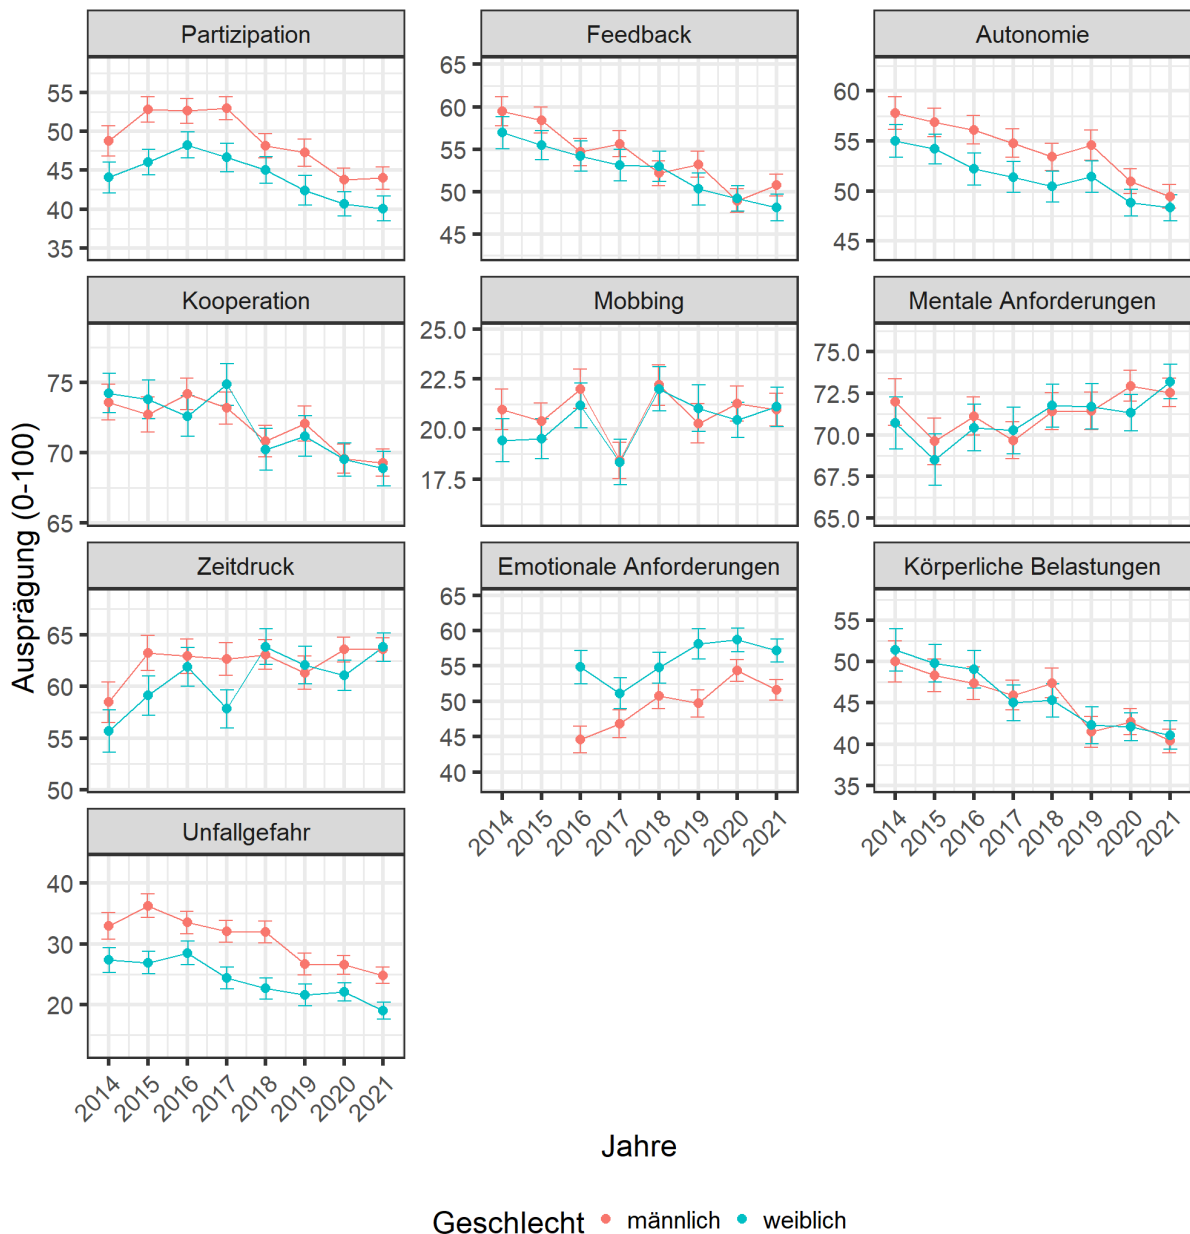 Partizipation
Feedback
Autonomie
55
50
45
40
35
65
60
55
50
45
60
55
50
45
Kooperation
Mobbing
Mentale Anforderungen
75
70
65
25.0
22.5
20.0
17.5
75.0
72.5
70.0
67.5
65.0
Zeitdruck
Emotionale Anforderungen
Körperliche Belastungen
65
60
55
50
65
60
55
50
45
40
55
50
45
40
35
2014 2015 2016 2017 2018 2019 2020 2021
2014 2015 2016 2017 2018 2019 2020 2021
Unfallgefahr
40
30
20
2014 2015 2016 2017 2018 2019 2020 2021
Ausprägung (0-100)
Jahre
Geschlecht männlich weiblich